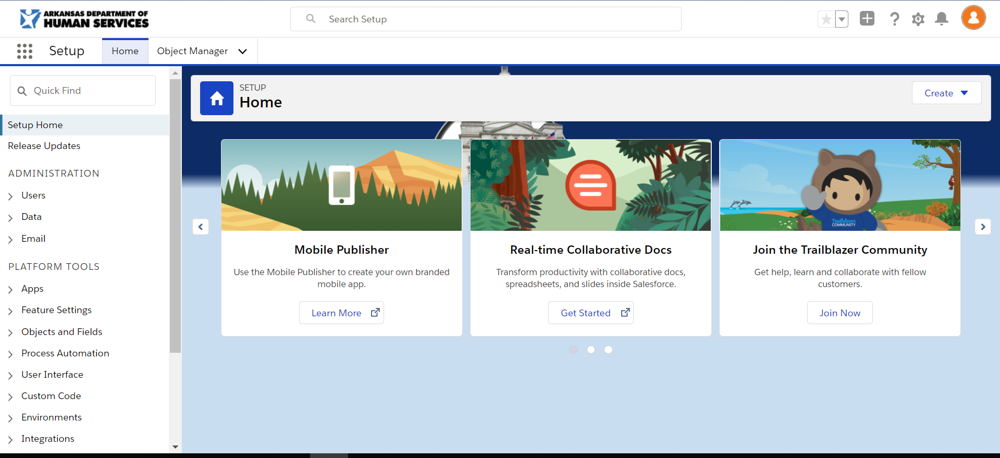 ARKANSAS DEPARTMENT OF
HUMAN SERVICES
Search Setup
Setup
Home
Object Manager
Quick Find
Setup Home
Release Updates
ADMINISTRATION
Users
Data
Email
PLATFORM TOOLS
Apps
Feature Settings
Objects and Fields
Process Automation
User Interface
Custom Code
Environments
Integrations
SETUP
Home
Create
Mobile Publisher
Use the Mobile Publisher to create your own branded
mobile app.
Learn More
Real-time Collaborative Docs
Transform productivity with collaborative docs,
spreadsheets, and slides inside Salesforce.
Get Started
Trailblazer
COMMUNITY
Join the Trailblazer Community
Get help, learn and collaborate with fellow
customers.
Join Now